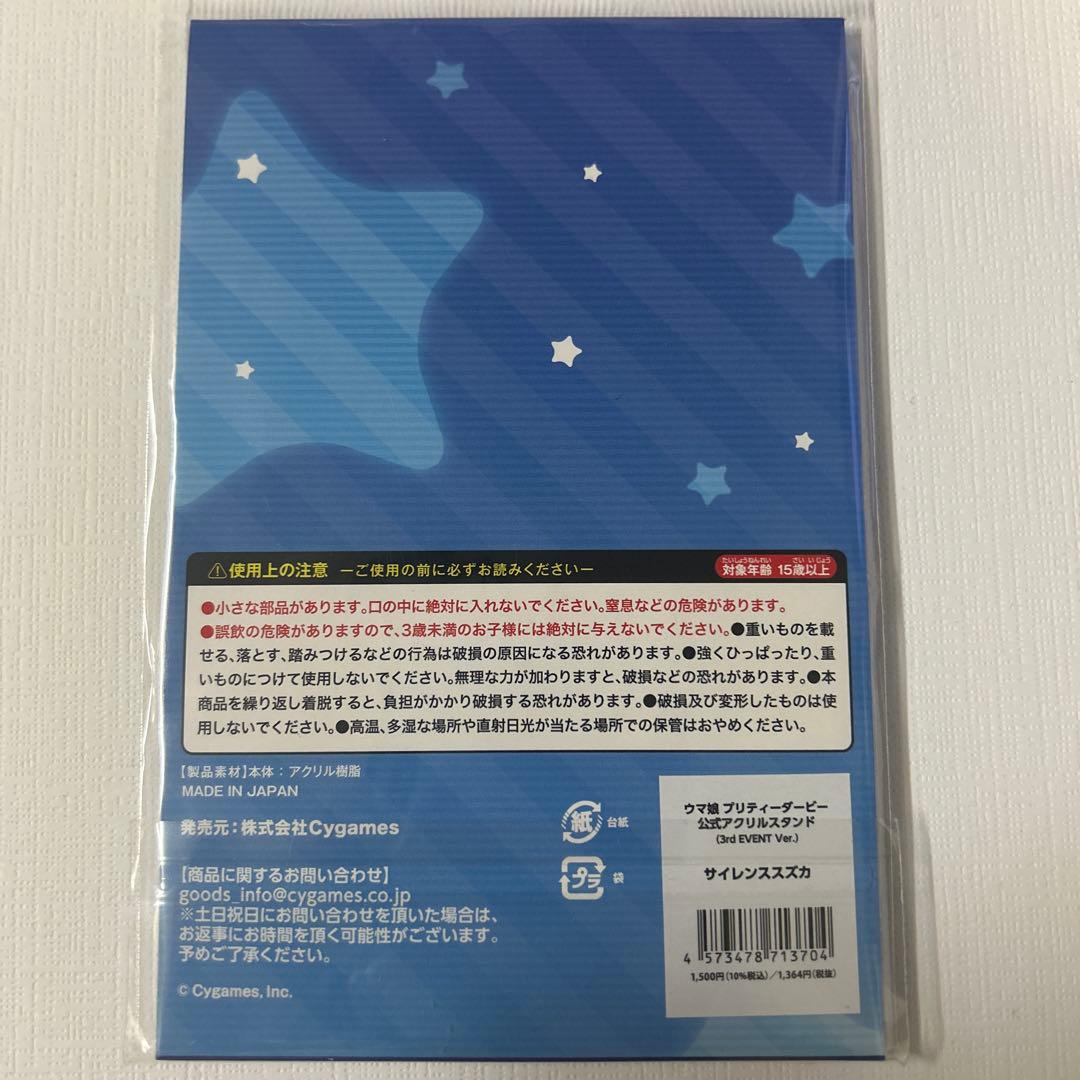 ⚠使用上の注意 ーご使用の前に必ずお読みくださいー
たいしょうねんれい さいいじょう
対象年齢 15歳以上
●小さな部品があります。口の中に絶対に入れないでください。窒息などの危険があります。
●誤飲の危険がありますので、3歳未満のお子様には絶対に与えないでください。●重いものを載
せる、落とす、踏みつけるなどの行為は破損の原因になる恐れがあります。●強くひっぱったり、重
いものにつけて使用しないでください。無理な力が加わりますと、破損などの恐れがあります。●本
商品を繰り返し着脱すると、負担がかかり破損する恐れがあります。●破損及び変形したものは使
用しないでください。●高温、多湿な場所や直射日光が当たる場所での保管はおやめください。
【製品素材】本体：アクリル樹脂
MADE IN JAPAN
発売元：株式会社Cygames
【商品に関するお問い合わせ】
goods_info@cygames.co.jp
※土日祝日にお問い合わせを頂いた場合は、
お返事にお時間を頂く可能性がございます。
予めご了承ください。
© Cygames, Inc.
紙 台紙
プラ 袋
ウマ娘 プリティーダービー
公式アクリルスタンド
(3rd EVENT Ver.)
サイレンススズカ
4 573478 713704
1,500円(10%税込)／1,364円(税抜)